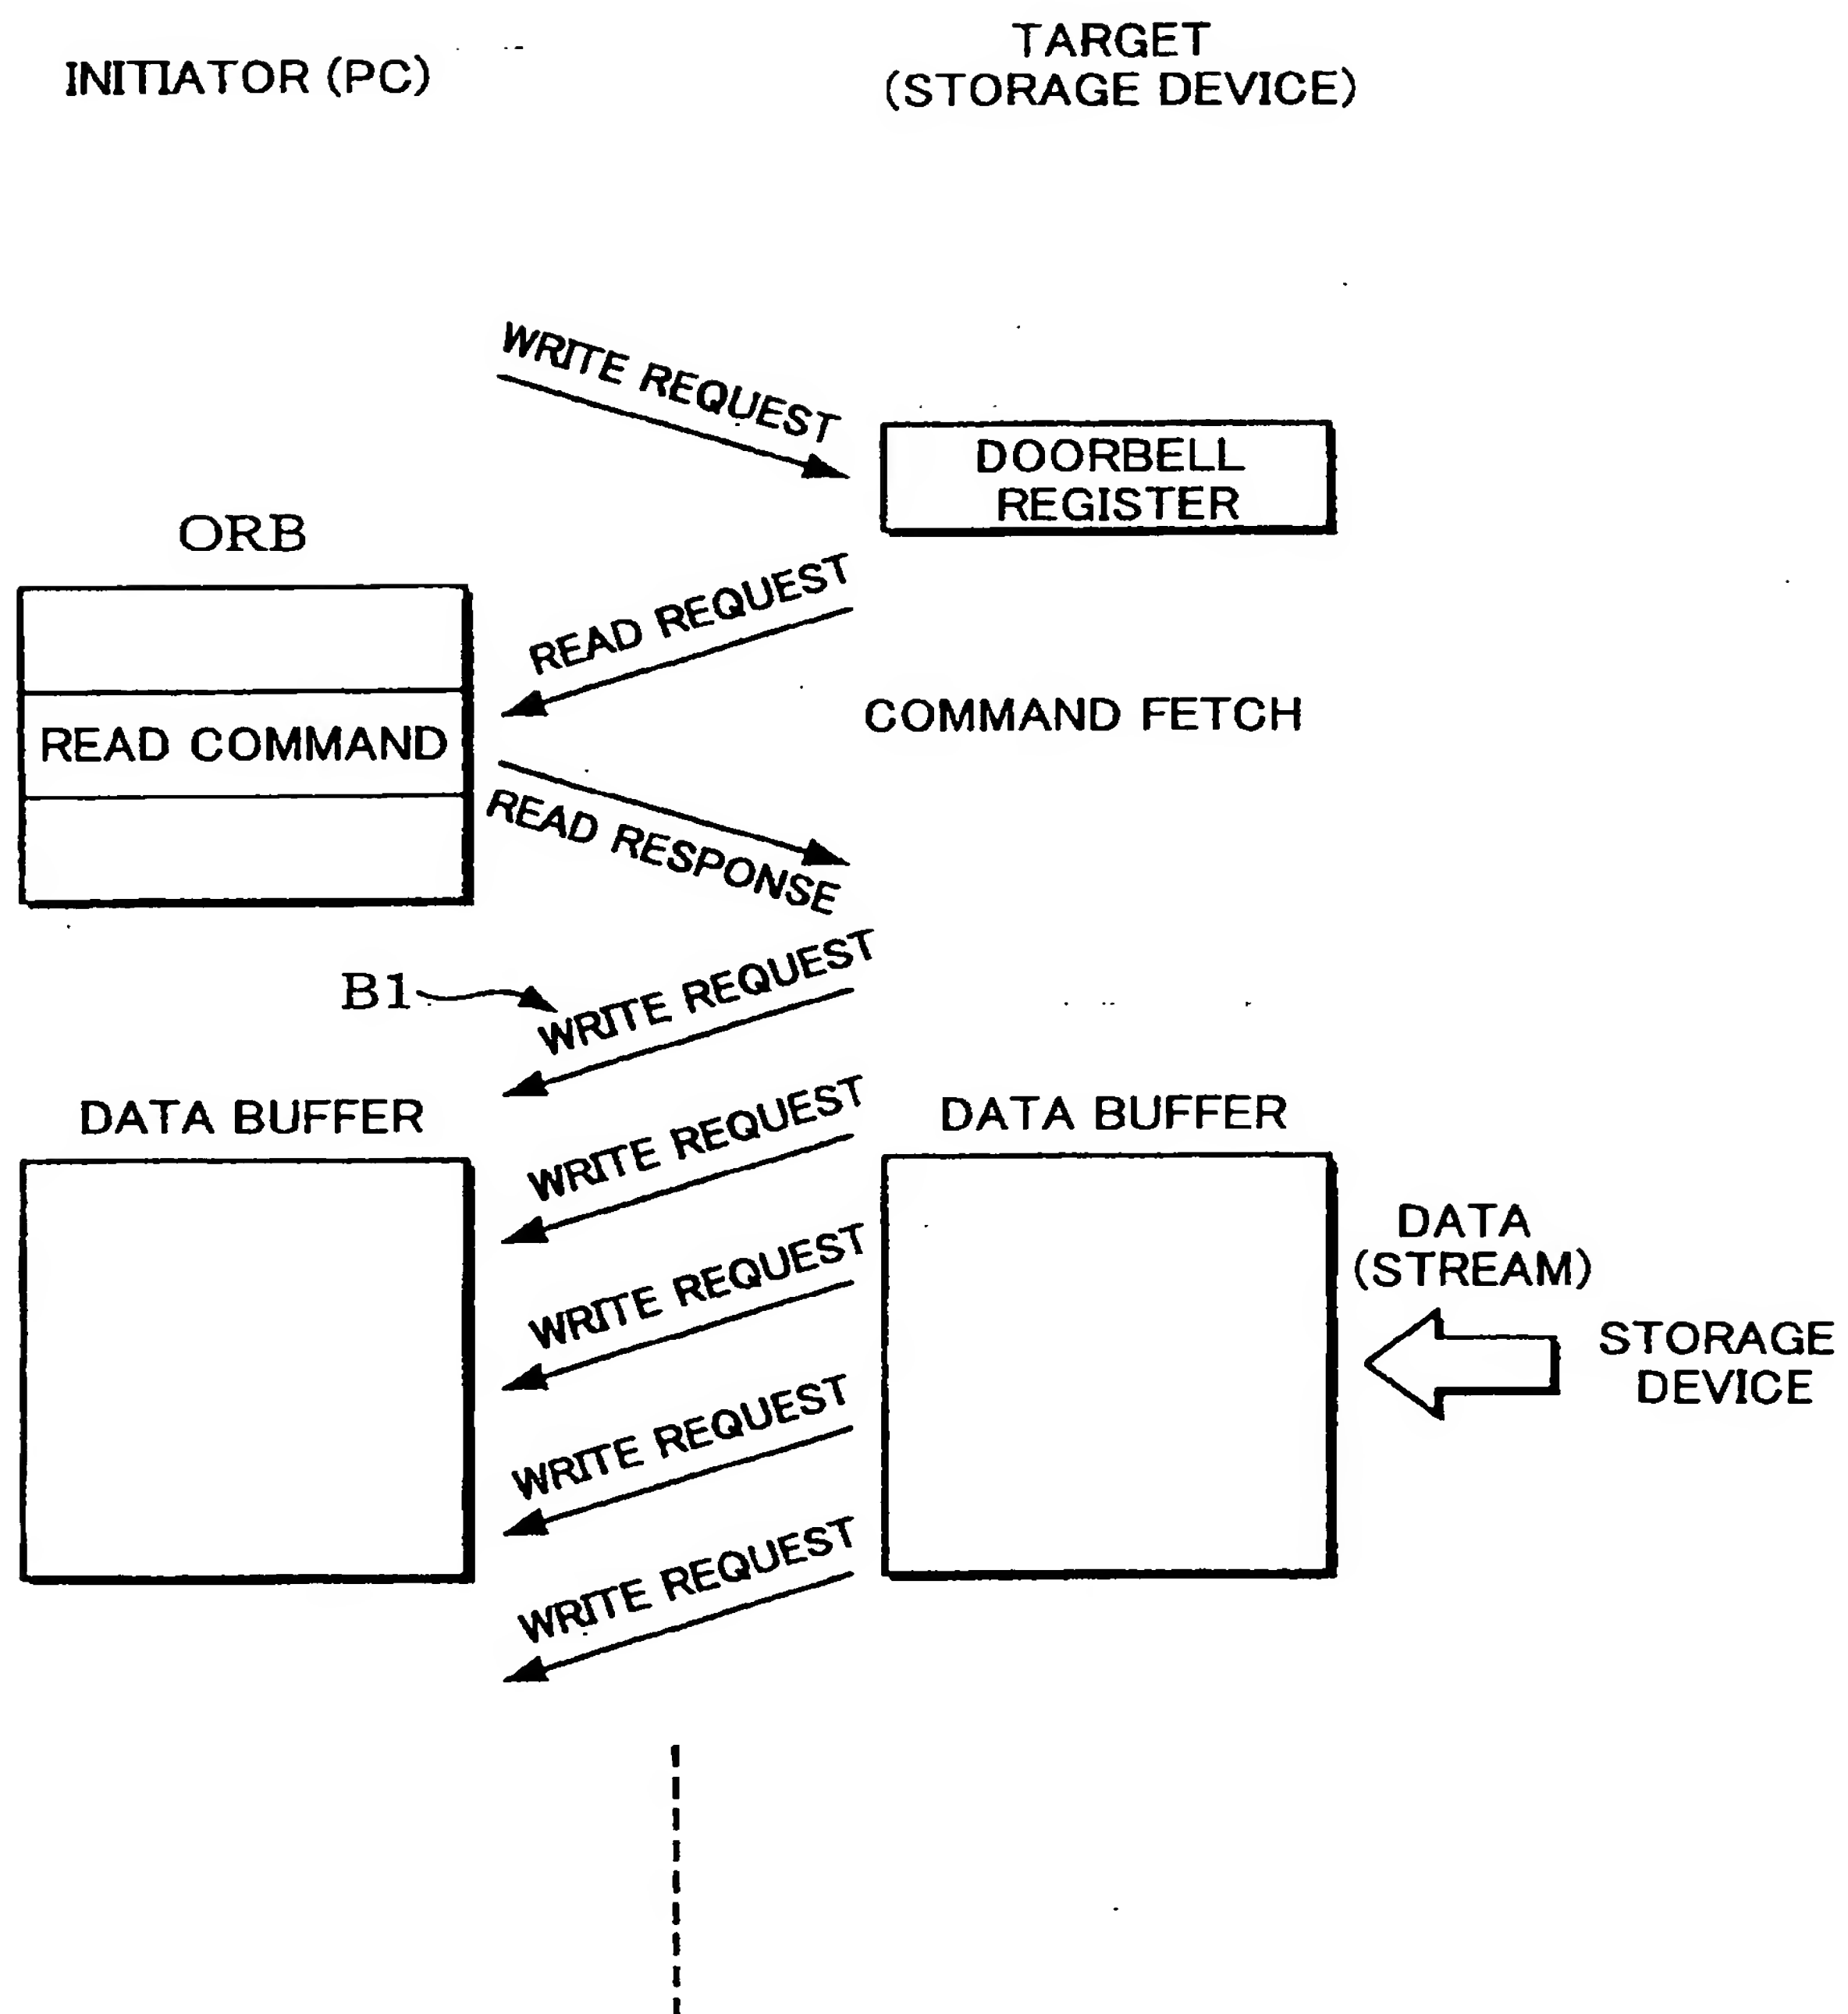 INITIATOR (PC)
TARGET
(STORAGE DEVICE)
WRITE REQUEST
DOORBELL
REGISTER
ORB
READ REQUEST
READ COMMAND
COMMAND FETCH
READ RESPONSE
B1
WRITE REQUEST
DATA BUFFER
WRITE REQUEST
DATA BUFFER
WRITE REQUEST
DATA
(STREAM)
STORAGE
DEVICE
WRITE REQUEST
WRITE REQUEST